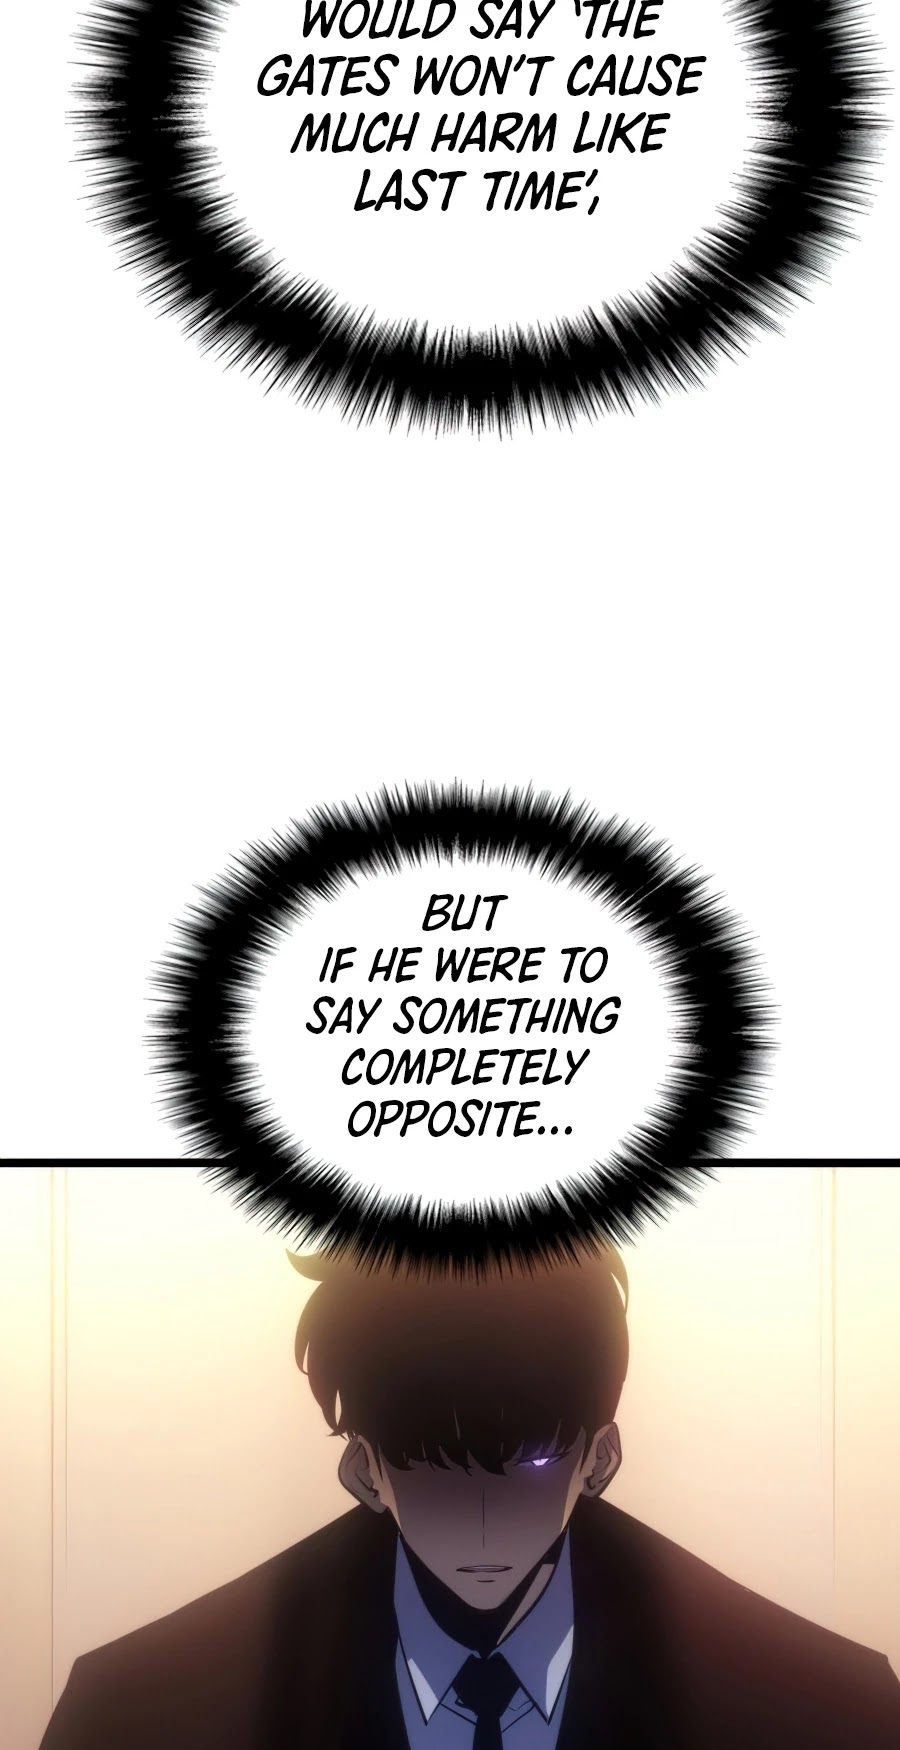 WOULD SAY 'THE
GATES WON'T CAUSE
MUCH HARM LIKE
LAST TIME',
BUT
IF HE WERE TO
SAY SOMETHING
COMPLETELY
OPPOSITE...